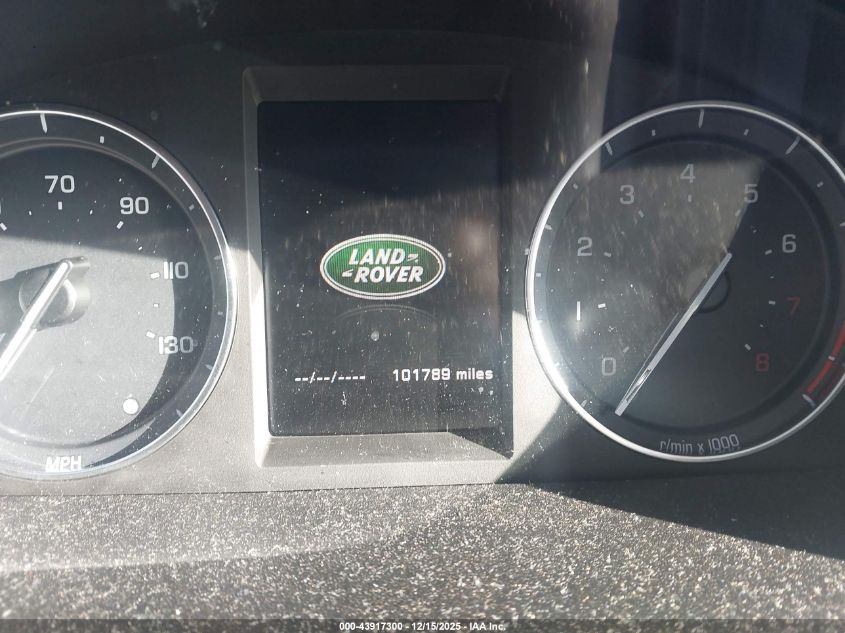 70
90
110
130
MPH
LAND
ROVER
--/--/---- 101789 miles
0
1
2
3
4
5
6
7
8
r/min x 1000
000-43917300 - 12/15/2025 - IAA Inc.